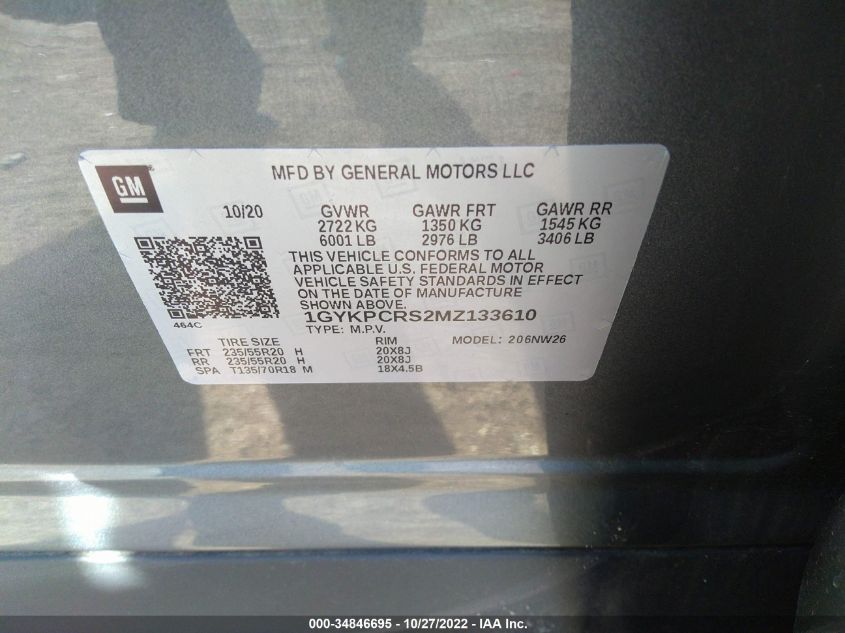 GM
MFD BY GENERAL MOTORS LLC
10/20 GVWR GAWR FRT GAWR RR
2722 KG 1350 KG 1545 KG
6001 LB 2976 LB 3406 LB
THIS VEHICLE CONFORMS TO ALL
APPLICABLE U.S. FEDERAL MOTOR
VEHICLE SAFETY STANDARDS IN EFFECT
ON THE DATE OF MANUFACTURE
SHOWN ABOVE.
464C
1GYKPCRS2MZ133610
TYPE: M.P.V. MODEL: 206NW26
TIRE SIZE RIM
FRT 235/55R20 H 20X8J
RR 235/55R20 H 20X8J
SPA T135/70R18 M 18X4.5B
000-34846695 - 10/27/2022 - IAA Inc.